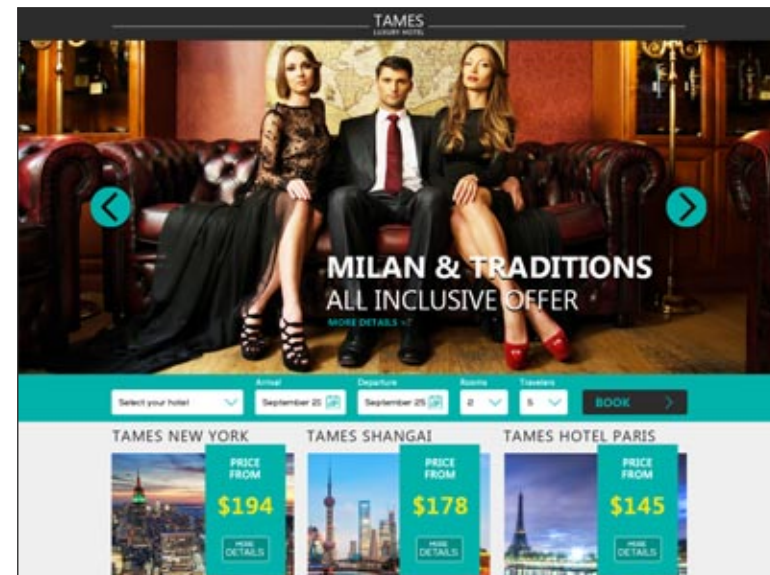 TAMES
LUXURY HOTEL
MILAN & TRADITIONS
ALL INCLUSIVE OFFER
MORE DETAILS
Arrival Departure Rooms Travelers
Select your hotel September 25 2 5 BOOK
TAMES NEW YORK TAMES SHANGAI TAMES HOTEL PARIS
PRICE PRICE PRICE
FROM FROM FROM
$194 $178 $145
MORE MORE MORE
DETAILS DETAILS DETAILS